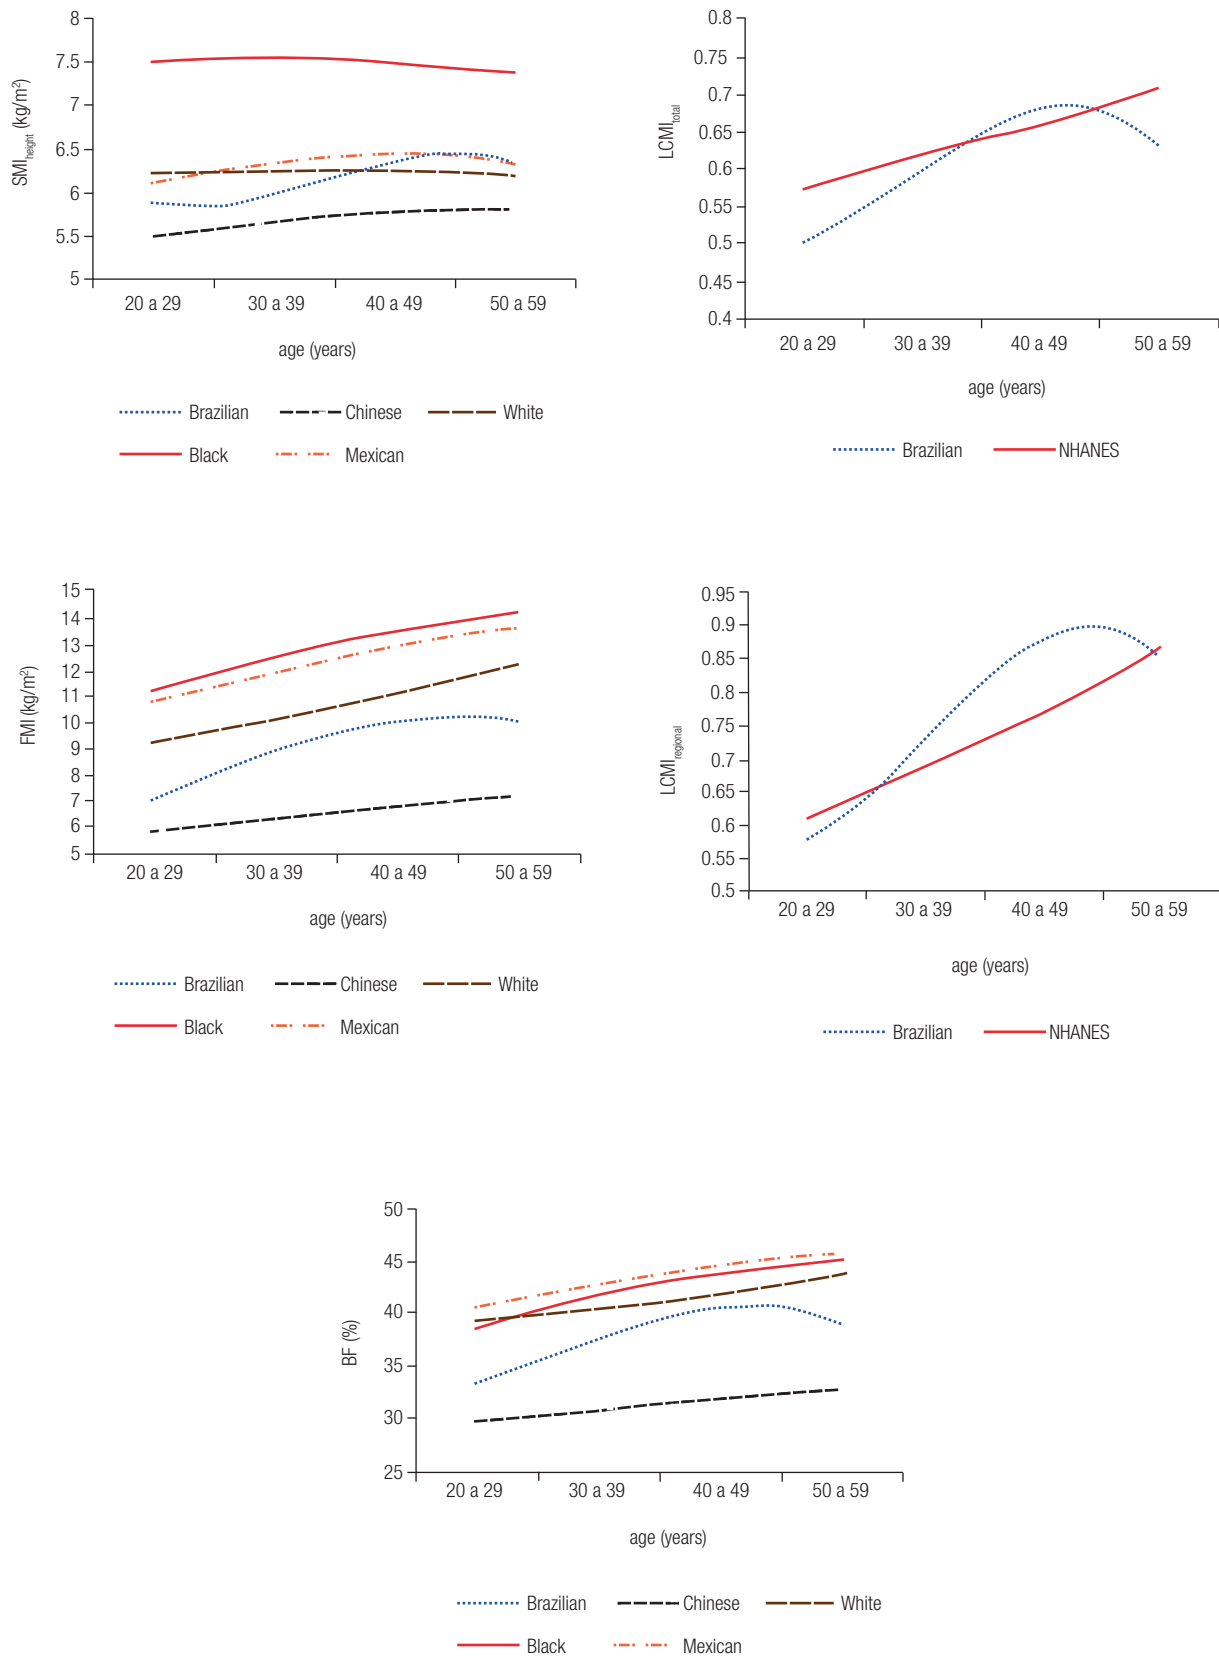 8
7.5
7
6.5
6
5.5
5
SMIheight (kg/m²)
20 a 29 30 a 39 40 a 49 50 a 59
age (years)
Brazilian Chinese White
Black Mexican
0.8
0.75
0.7
0.65
0.6
0.55
0.5
0.45
0.4
LCMItotal
20 a 29 30 a 39 40 a 49 50 a 59
age (years)
Brazilian NHANES
15
14
13
12
11
10
9
8
7
6
5
FMI (kg/m²)
20 a 29 30 a 39 40 a 49 50 a 59
age (years)
Brazilian Chinese White
Black Mexican
0.95
0.9
0.85
0.8
0.75
0.7
0.65
0.6
0.55
0.5
LCMIregional
20 a 29 30 a 39 40 a 49 50 a 59
age (years)
Brazilian NHANES
50
45
40
35
30
25
BF (%)
20 a 29 30 a 39 40 a 49 50 a 59
age (years)
Brazilian Chinese White
Black Mexican